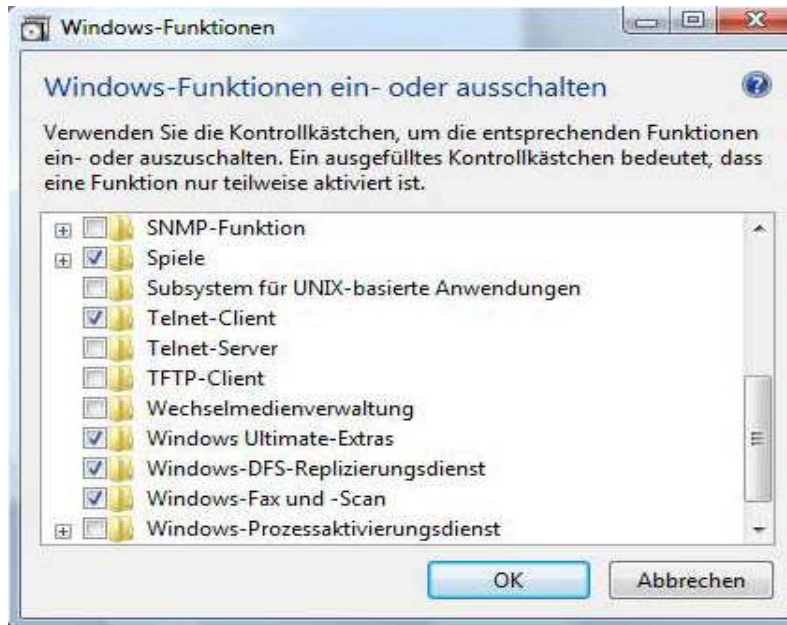 Windows-Funktionen
Windows-Funktionen ein- oder ausschalten
Verwenden Sie die Kontrollkästchen, um die entsprechenden Funktionen
ein- oder auszuschalten. Ein ausgefülltes Kontrollkästchen bedeutet, dass
eine Funktion nur teilweise aktiviert ist.
SNMP-Funktion
Spiele
Subsystem für UNIX-basierte Anwendungen
Telnet-Client
Telnet-Server
TFTP-Client
Wechselmedienverwaltung
Windows Ultimate-Extras
Windows-DFS-Replizierungsdienst
Windows-Fax und -Scan
Windows-Prozessaktivierungsdienst
OK
Abbrechen